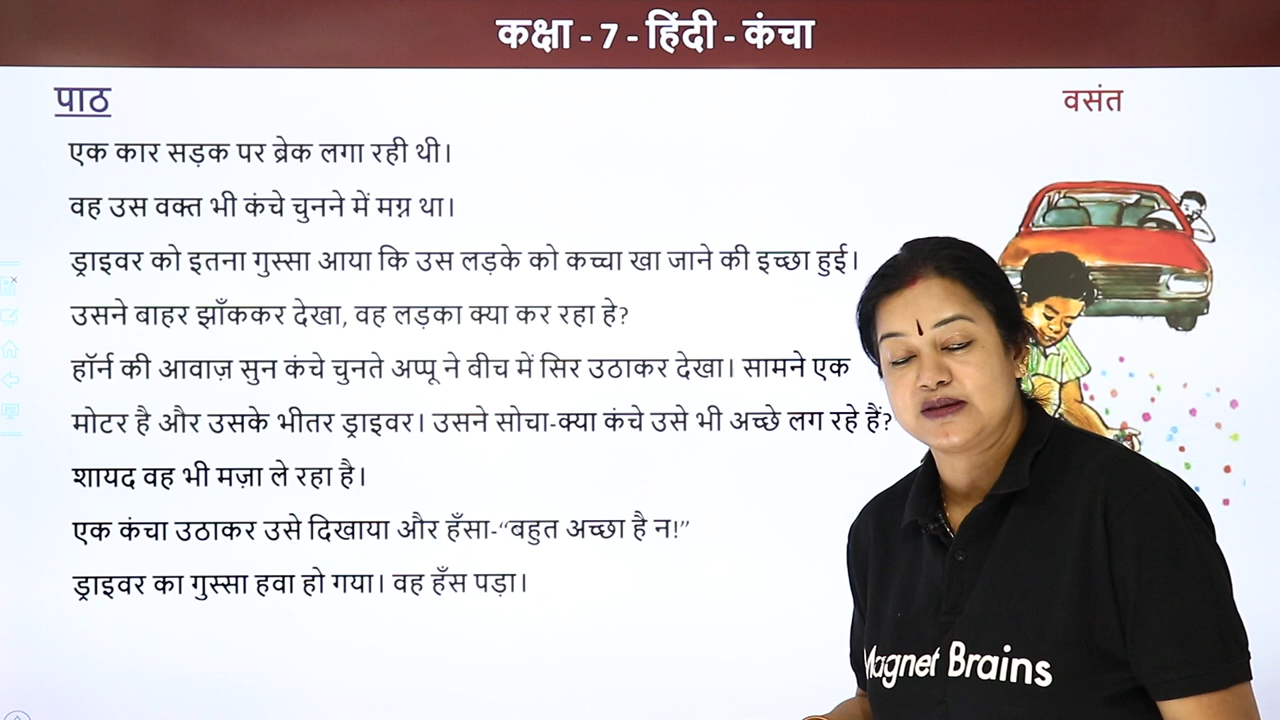 कक्षा - 7 - हिंदी - कंचा
पाठ
वसंत
एक कार सड़क पर ब्रेक लगा रही थी।
वह उस वक्त भी कंचे चुनने में मग्न था।
ड्राइवर को इतना गुस्सा आया कि उस लड़के को कच्चा खा जाने की इच्छा हुई।
उसने बाहर झाँककर देखा, वह लड़का क्या कर रहा हे?
हॉर्न की आवाज़ सुन कंचे चुनते अप्पू ने बीच में सिर उठाकर देखा। सामने एक
मोटर है और उसके भीतर ड्राइवर। उसने सोचा-क्या कंचे उसे भी अच्छे लग रहे हैं?
शायद वह भी मज़ा ले रहा है।
एक कंचा उठाकर उसे दिखाया और हँसा-“बहुत अच्छा है न!”
ड्राइवर का गुस्सा हवा हो गया। वह हँस पड़ा।
Magnet Brains